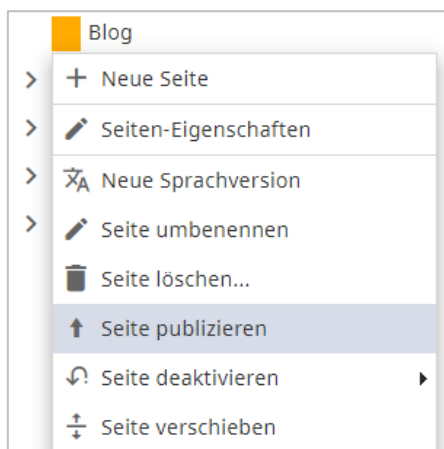 Blog
Neue Seite
Seiten-Eigenschaften
Neue Sprachversion
Seite umbenennen
Seite löschen...
Seite publizieren
Seite deaktivieren
Seite verschieben